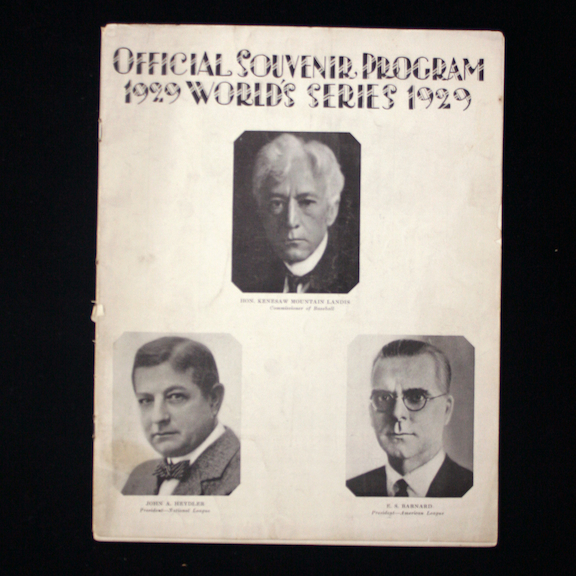 OFFICIAL SOUVENIR PROGRAM
1929 WORLD'S SERIES 1929
HON. KENESAW MOUNTAIN LANDIS
Commissioner of Baseball
JOHN A. HEYDLER
President—National League
E. S. BARNARD
President—American League